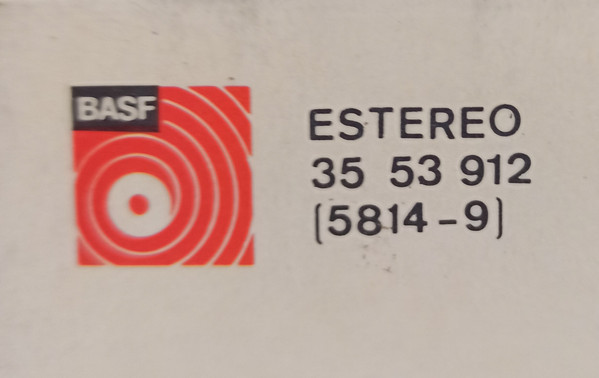 BASF
ESTEREO
35 53 912
(5814-9)